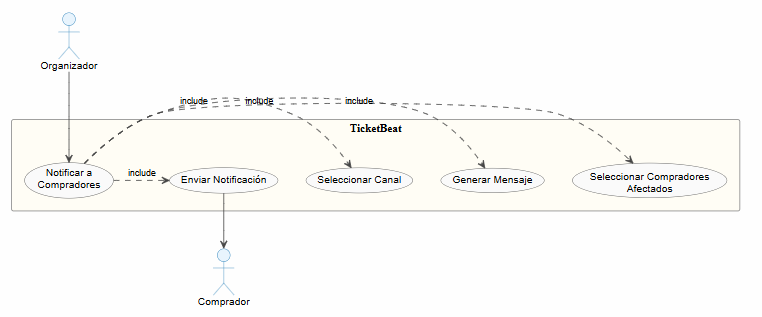 Organizador
include
include
include
TicketBeat
Notificar a
Compradores
include
Enviar Notificación
Seleccionar Canal
Generar Mensaje
Seleccionar Compradores
Afectados
Comprador